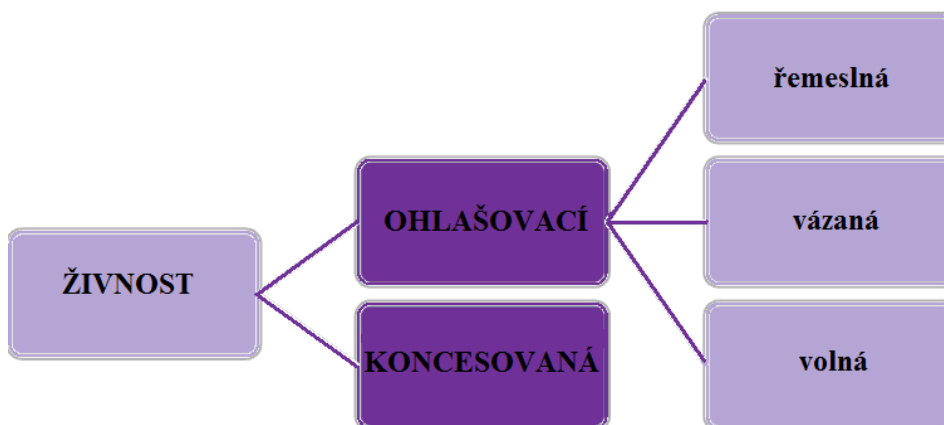 ŽIVNOST
OHLAŠOVACÍ
KONCESOVANÁ
řemeslná
vázaná
volná